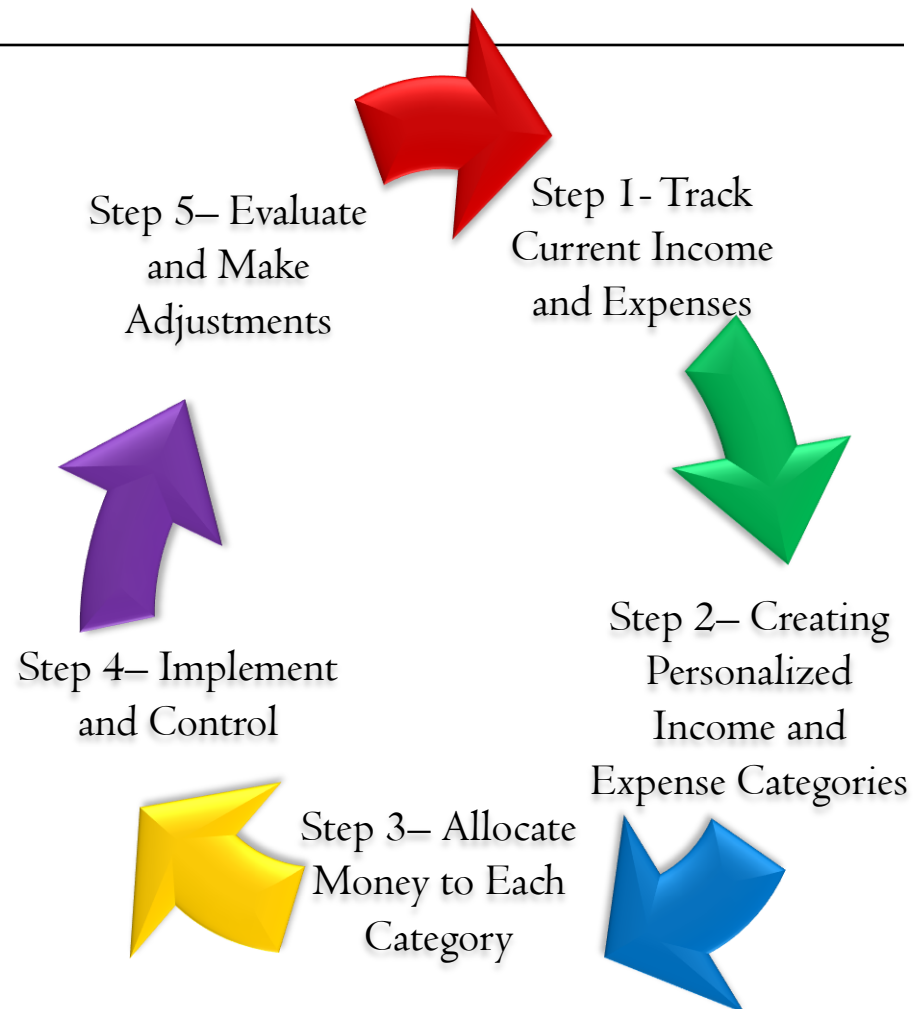 Step 1- Track
Current Income
and Expenses
Step 2– Creating
Personalized
Income and
Expense Categories
Step 3– Allocate
Money to Each
Category
Step 4– Implement
and Control
Step 5– Evaluate
and Make
Adjustments